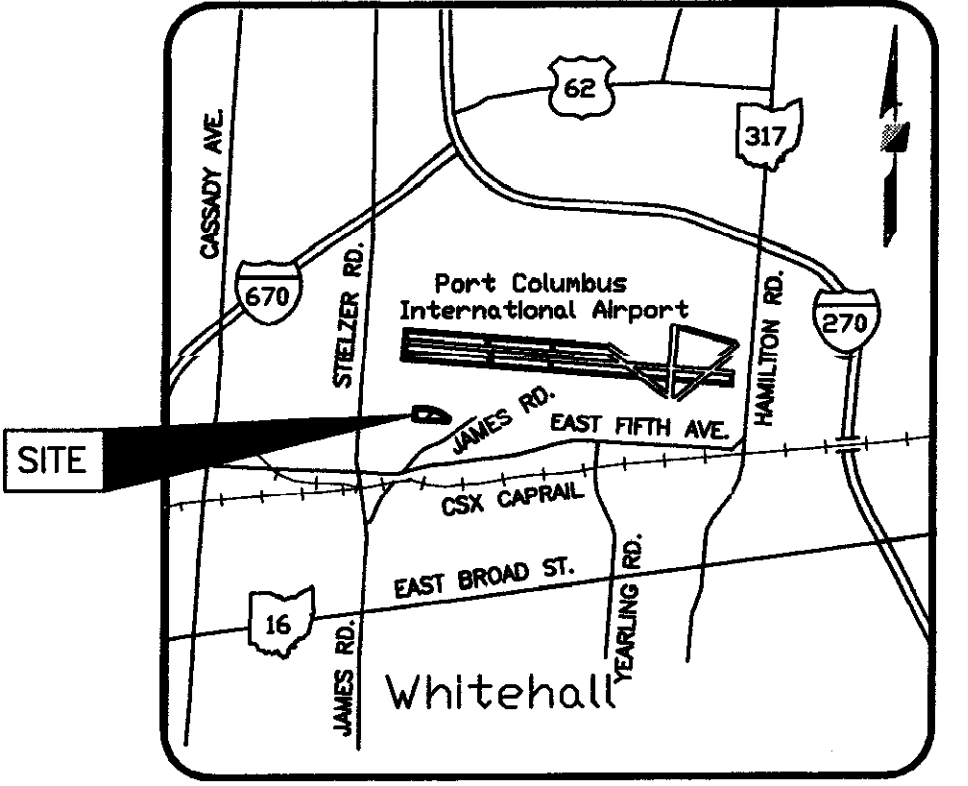 62
317
CASSADY AVE.
670
STELZER RD.
Port Columbus
International Airport
HAMILTON RD.
270
JAMES RD.
EAST FIFTH AVE.
SITE
CSX CAPRAIL
EAST BROAD ST.
YEARLING RD.
16
JAMES RD.
Whitehall